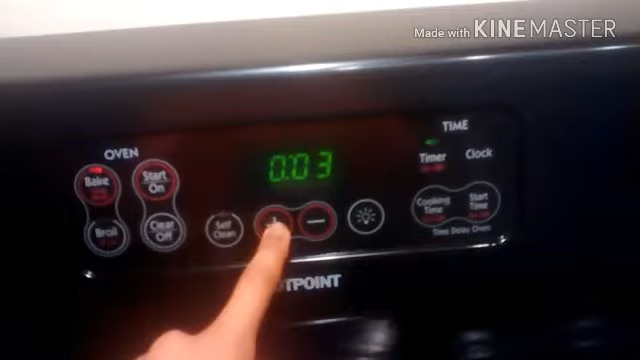 Made with KINEMASTER
OVEN
TIME
0:03
Bake
Start
On
Timer
Clock
Broil
Clear
Off
Self
Clean
+
−
Cooking
Time
Start
Time
Time Delay Oven
TPOINT